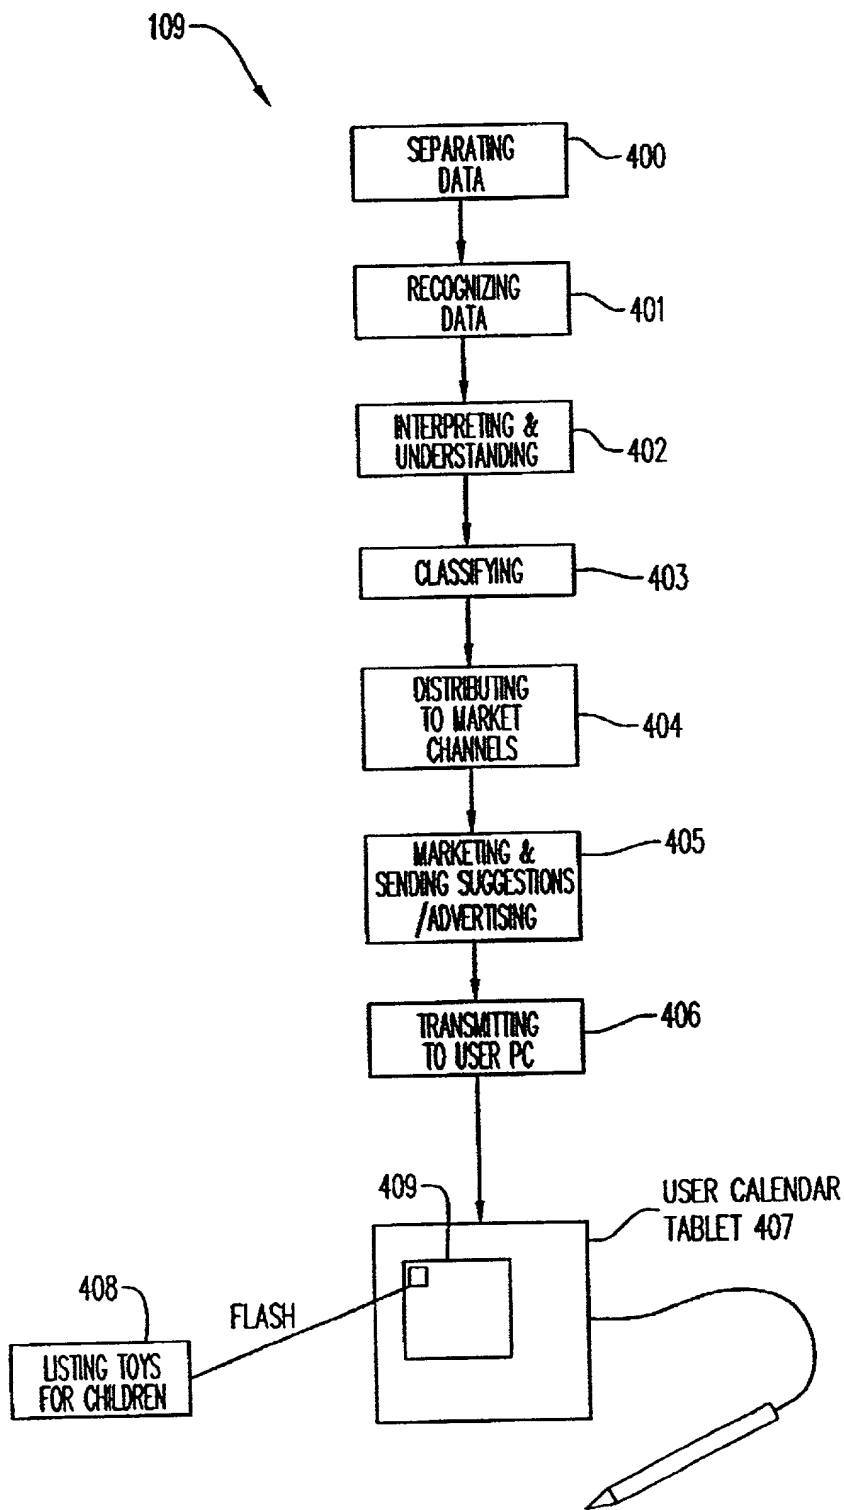 109
SEPARATING
DATA
400
RECOGNIZING
DATA
401
INTERPRETING &
UNDERSTANDING
402
CLASSIFYING
403
DISTRIBUTING
TO MARKET
CHANNELS
404
MARKETING &
SENDING SUGGESTIONS
/ADVERTISING
405
TRANSMITTING
TO USER PC
406
409
USER CALENDAR
TABLET 407
408
FLASH
LISTING TOYS
FOR CHILDREN